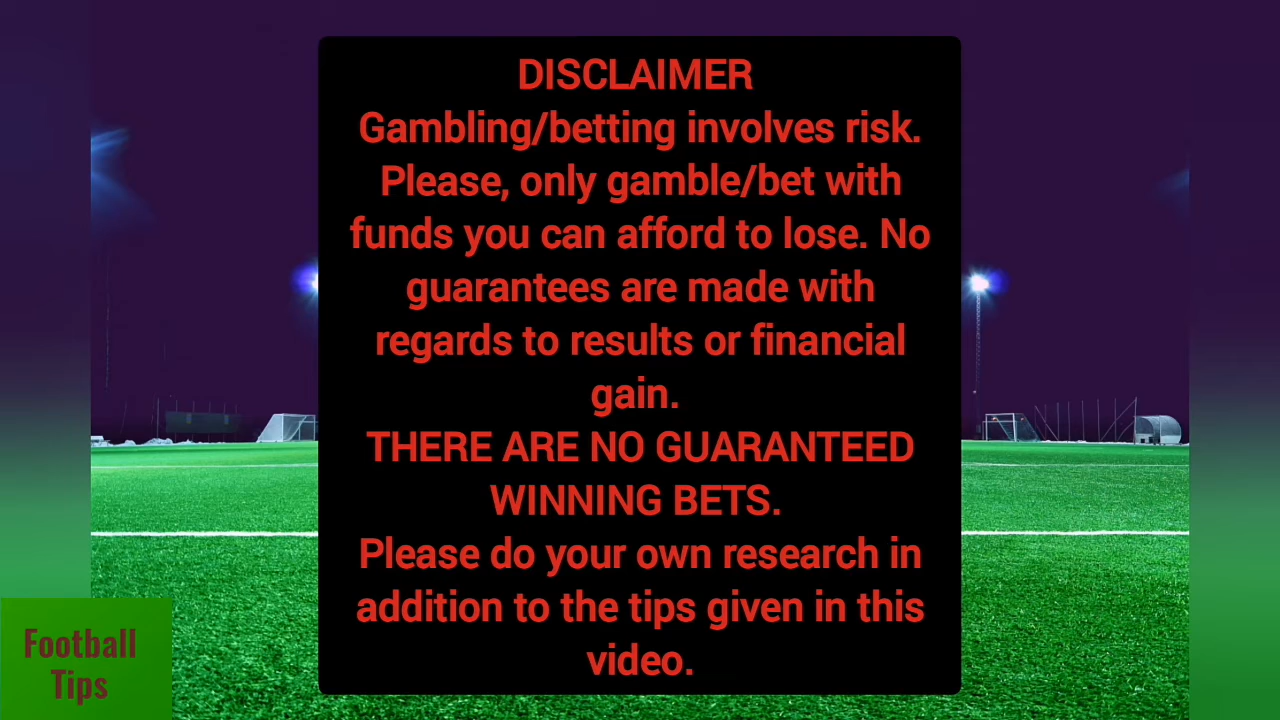 DISCLAIMER
Gambling/betting involves risk.
Please, only gamble/bet with
funds you can afford to lose. No
guarantees are made with
regards to results or financial
gain.
THERE ARE NO GUARANTEED
WINNING BETS.
Please do your own research in
addition to the tips given in this
video.
Football
Tips